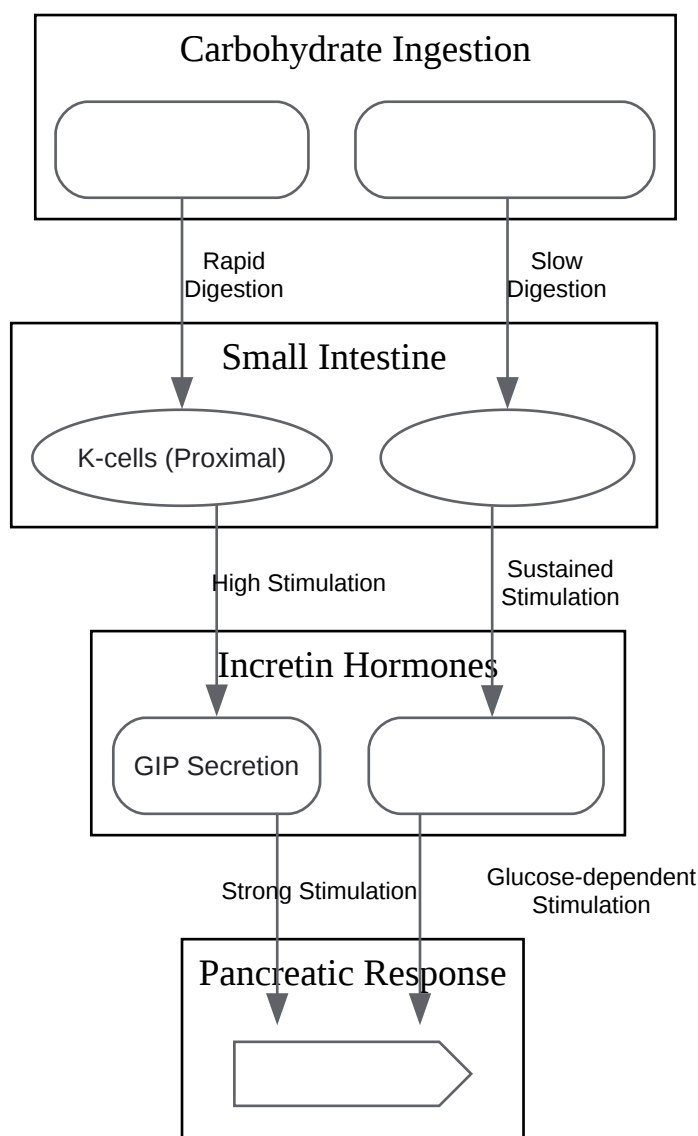 Carbohydrate Ingestion
Rapid
Digestion
Slow
Digestion
Small Intestine
K-cells (Proximal)
High Stimulation
Sustained
Stimulation
Incretin Hormones
GIP Secretion
Strong Stimulation
Glucose-dependent
Stimulation
Pancreatic Response